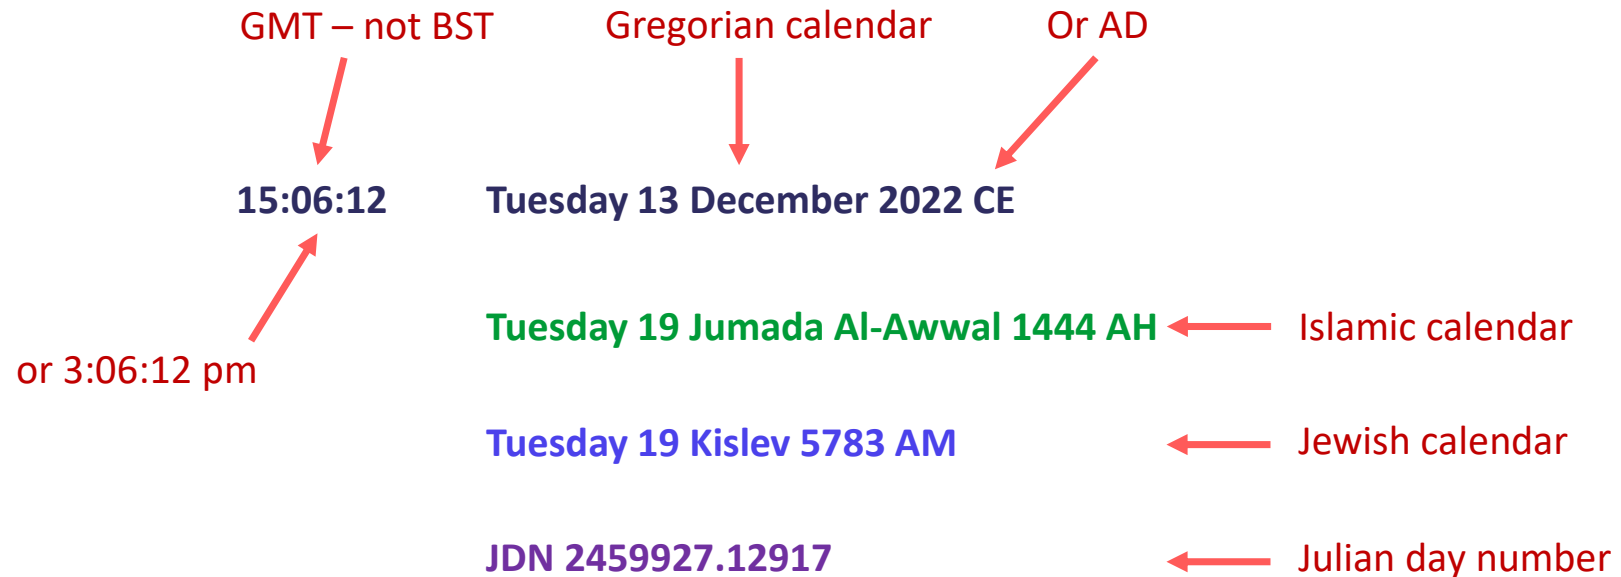 GMT – not BST Gregorian calendar Or AD
15:06:12 Tuesday 13 December 2022 CE
Tuesday 19 Jumada Al-Awwal 1444 AH Islamic calendar
or 3:06:12 pm
Tuesday 19 Kislev 5783 AM Jewish calendar
JDN 2459927.12917 Julian day number